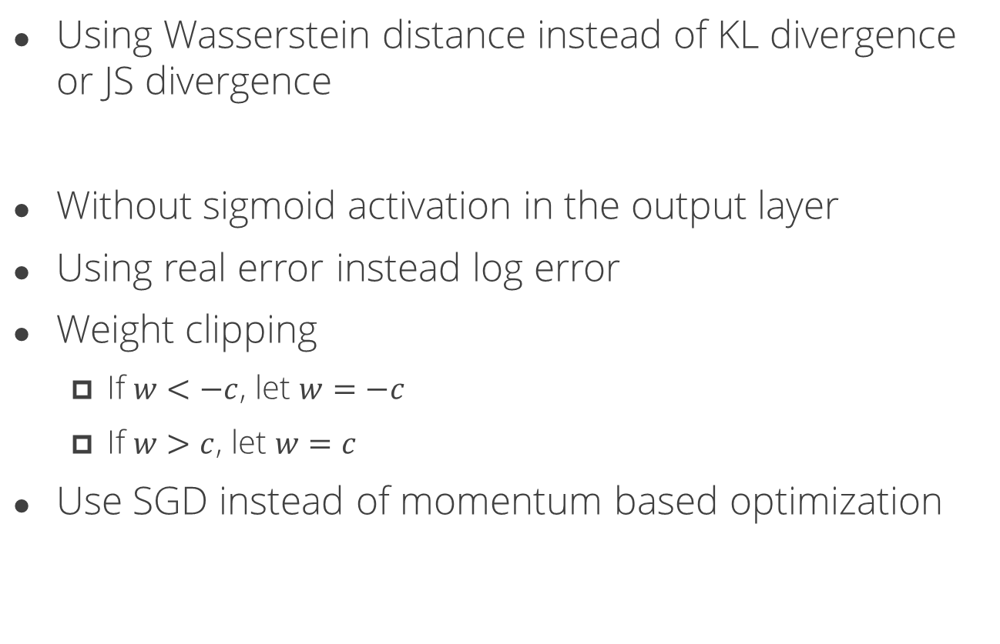 • Using Wasserstein distance instead of KL divergence
or JS divergence
• Without sigmoid activation in the output layer
• Using real error instead log error
• Weight clipping
□ If w < −c, let w = −c
□ If w > c, let w = c
• Use SGD instead of momentum based optimization